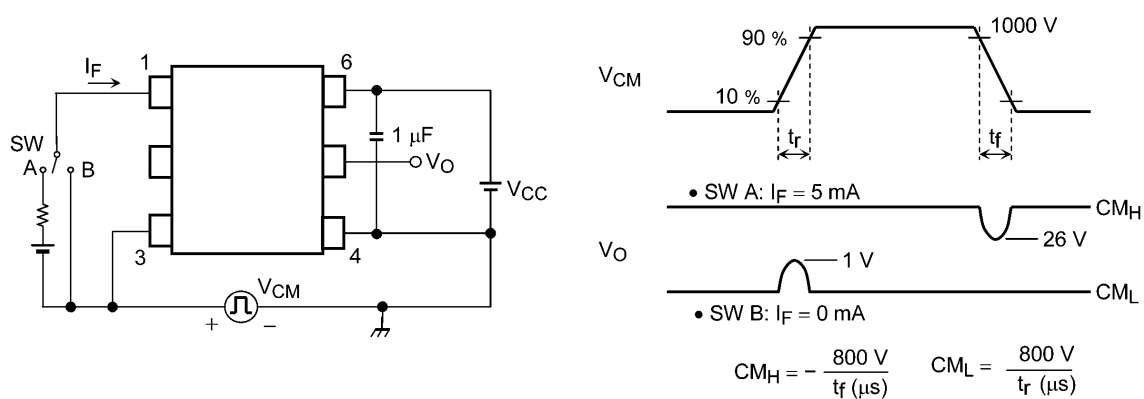 1
6
I_F
SW
A
B
1 μF
V_O
V_CC
3
4
V_CM
+
−
V_CM
90 %
10 %
1000 V
t_r
t_f
• SW A: I_F = 5 mA
CM_H
26 V
V_O
1 V
CM_L
• SW B: I_F = 0 mA
CM_H = − 800 V / t_f (μs)
CM_L = 800 V / t_r (μs)